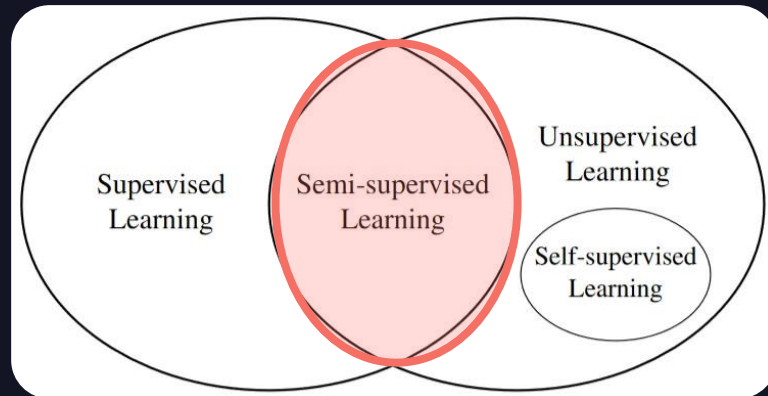 Supervised
Learning
Semi-supervised
Learning
Unsupervised
Learning
Self-supervised
Learning